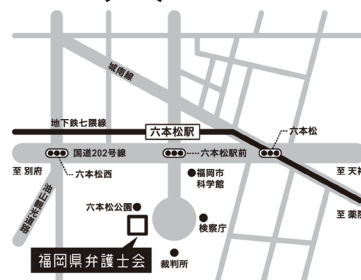 城南線
地下鉄七隈線
六本松駅
六本松
国道202号線
六本松駅前
至 別府
六本松西
福岡市
科学館
至 天神
至 薬院
油山観光道路
六本松公園
検察庁
福岡県弁護士会
裁判所